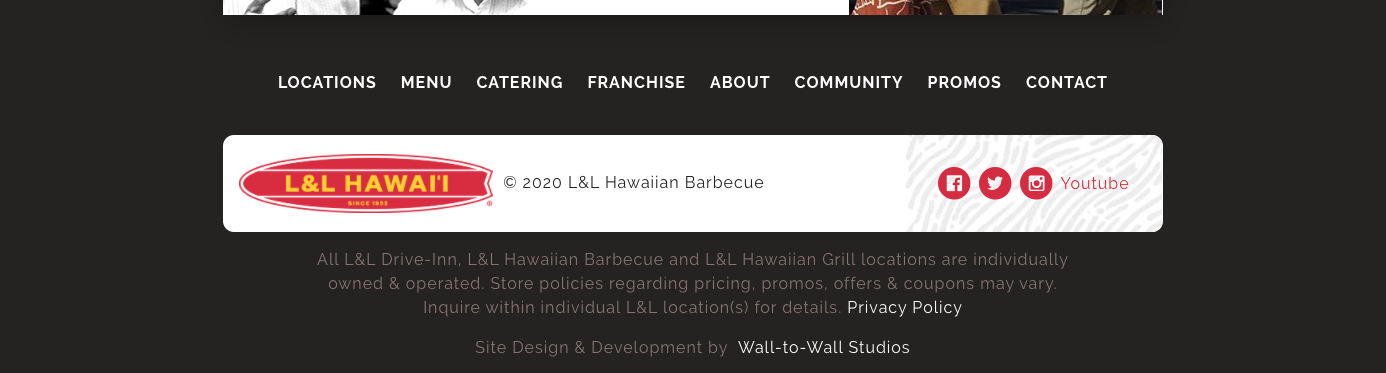 LOCATIONS MENU CATERING FRANCHISE ABOUT COMMUNITY PROMOS CONTACT
L&L HAWAI'I
SINCE 1952
®
© 2020 L&L Hawaiian Barbecue
Youtube
All L&L Drive-Inn, L&L Hawaiian Barbecue and L&L Hawaiian Grill locations are individually
owned & operated. Store policies regarding pricing, promos, offers & coupons may vary.
Inquire within individual L&L location(s) for details. Privacy Policy
Site Design & Development by Wall-to-Wall Studios